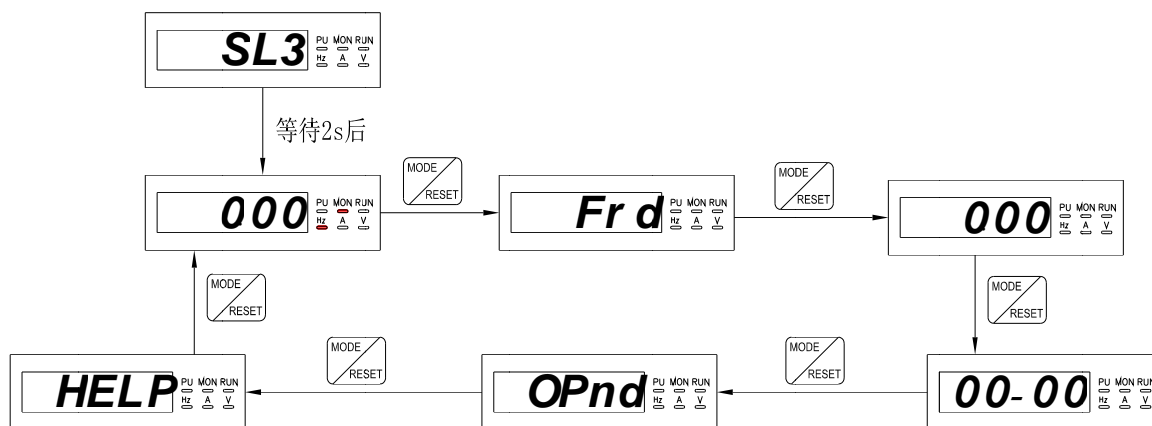 SL3
PU MON RUN
Hz A V
等待2s后
000
PU MON RUN
Hz A V
MODE
RESET
Frd
PU MON RUN
Hz A V
MODE
RESET
000
PU MON RUN
Hz A V
MODE
RESET
MODE
RESET
HELP
PU MON RUN
Hz A V
MODE
RESET
OPnd
PU MON RUN
Hz A V
MODE
RESET
00-00
PU MON RUN
Hz A V